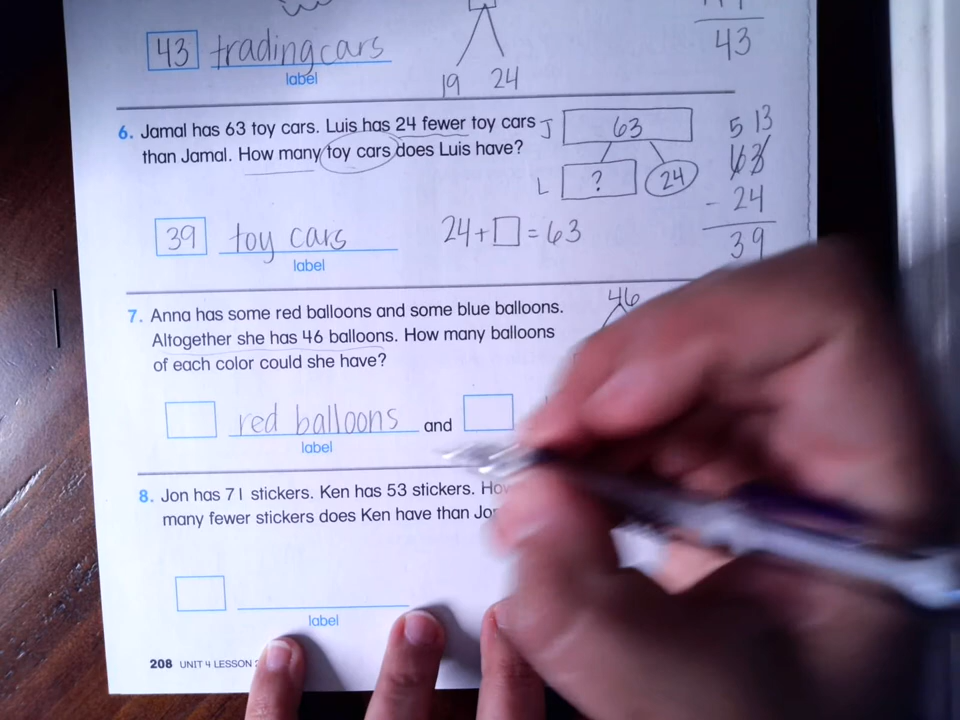 43
43 trading cars
label
19 24
6. Jamal has 63 toy cars. Luis has 24 fewer toy cars
than Jamal. How many toy cars does Luis have?
J 63
L ? 24
5 13
63
- 24
39
39 toy cars
label
24 + □ = 63
7. Anna has some red balloons and some blue balloons.
Altogether she has 46 balloons. How many balloons
of each color could she have?
46
red balloons and
label
8. Jon has 71 stickers. Ken has 53 stickers.
many fewer stickers does Ken have than
label
208 UNIT 4 LESSON